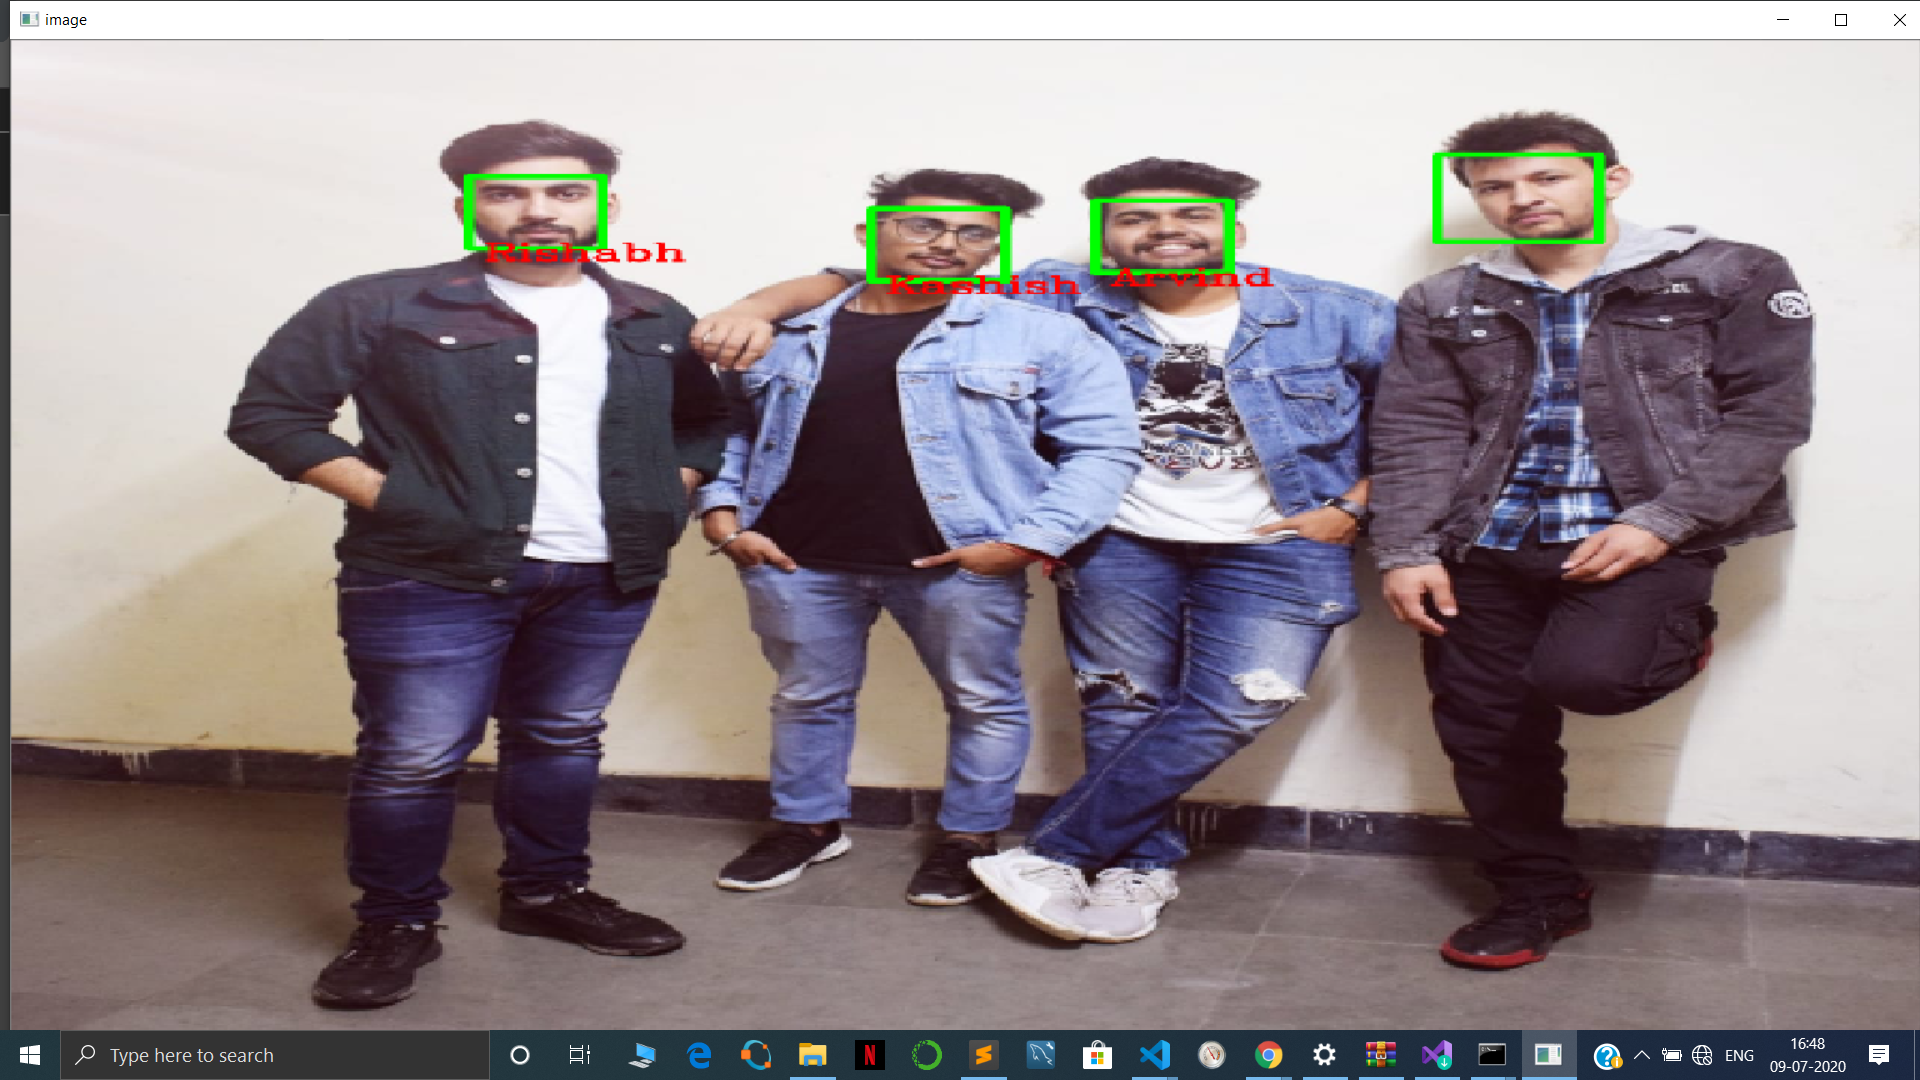 image
Rishabh
Kashish
Arvind
Type here to search
ENG
16:48
09-07-2020